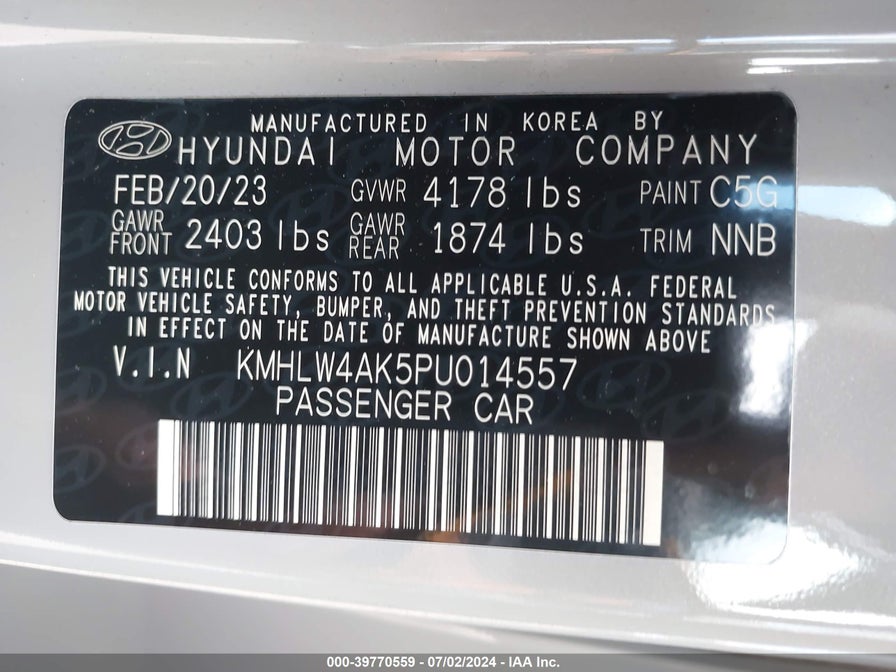 MANUFACTURED IN KOREA BY
HYUNDAI MOTOR COMPANY
FEB/20/23 GVWR 4178 lbs PAINT C5G
GAWR FRONT 2403 lbs GAWR REAR 1874 lbs TRIM NNB
THIS VEHICLE CONFORMS TO ALL APPLICABLE U.S.A. FEDERAL
MOTOR VEHICLE SAFETY, BUMPER, AND THEFT PREVENTION STANDARDS
IN EFFECT ON THE DATE OF MANUFACTURE SHOWN ABOVE
V.I.N KMHLW4AK5PU014557
PASSENGER CAR
000-39770559 - 07/02/2024 - IAA Inc.